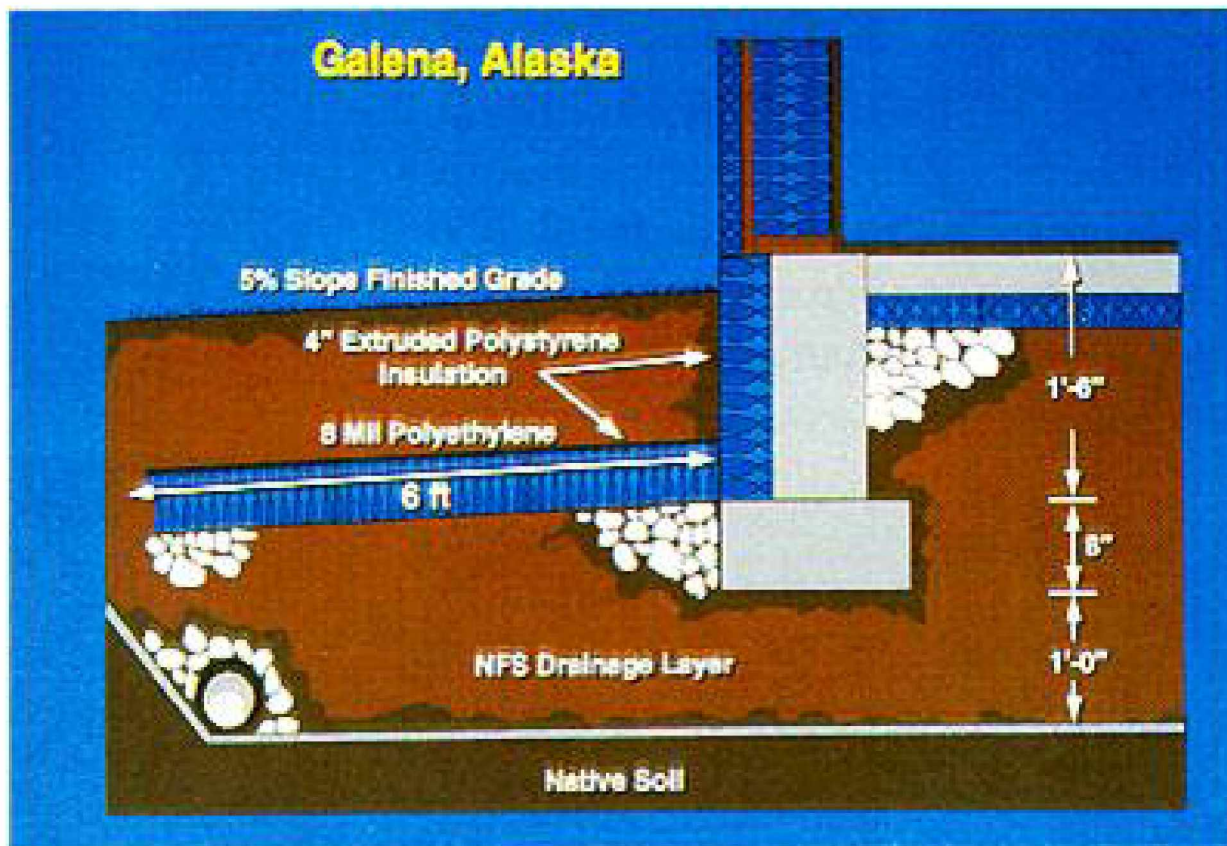 Galena, Alaska
5% Slope Finished Grade
4" Extruded Polystyrene
Insulation
8 Mil Polyethylene
6 ft
1'-6"
8"
1'-0"
NFS Drainage Layer
Native Soil